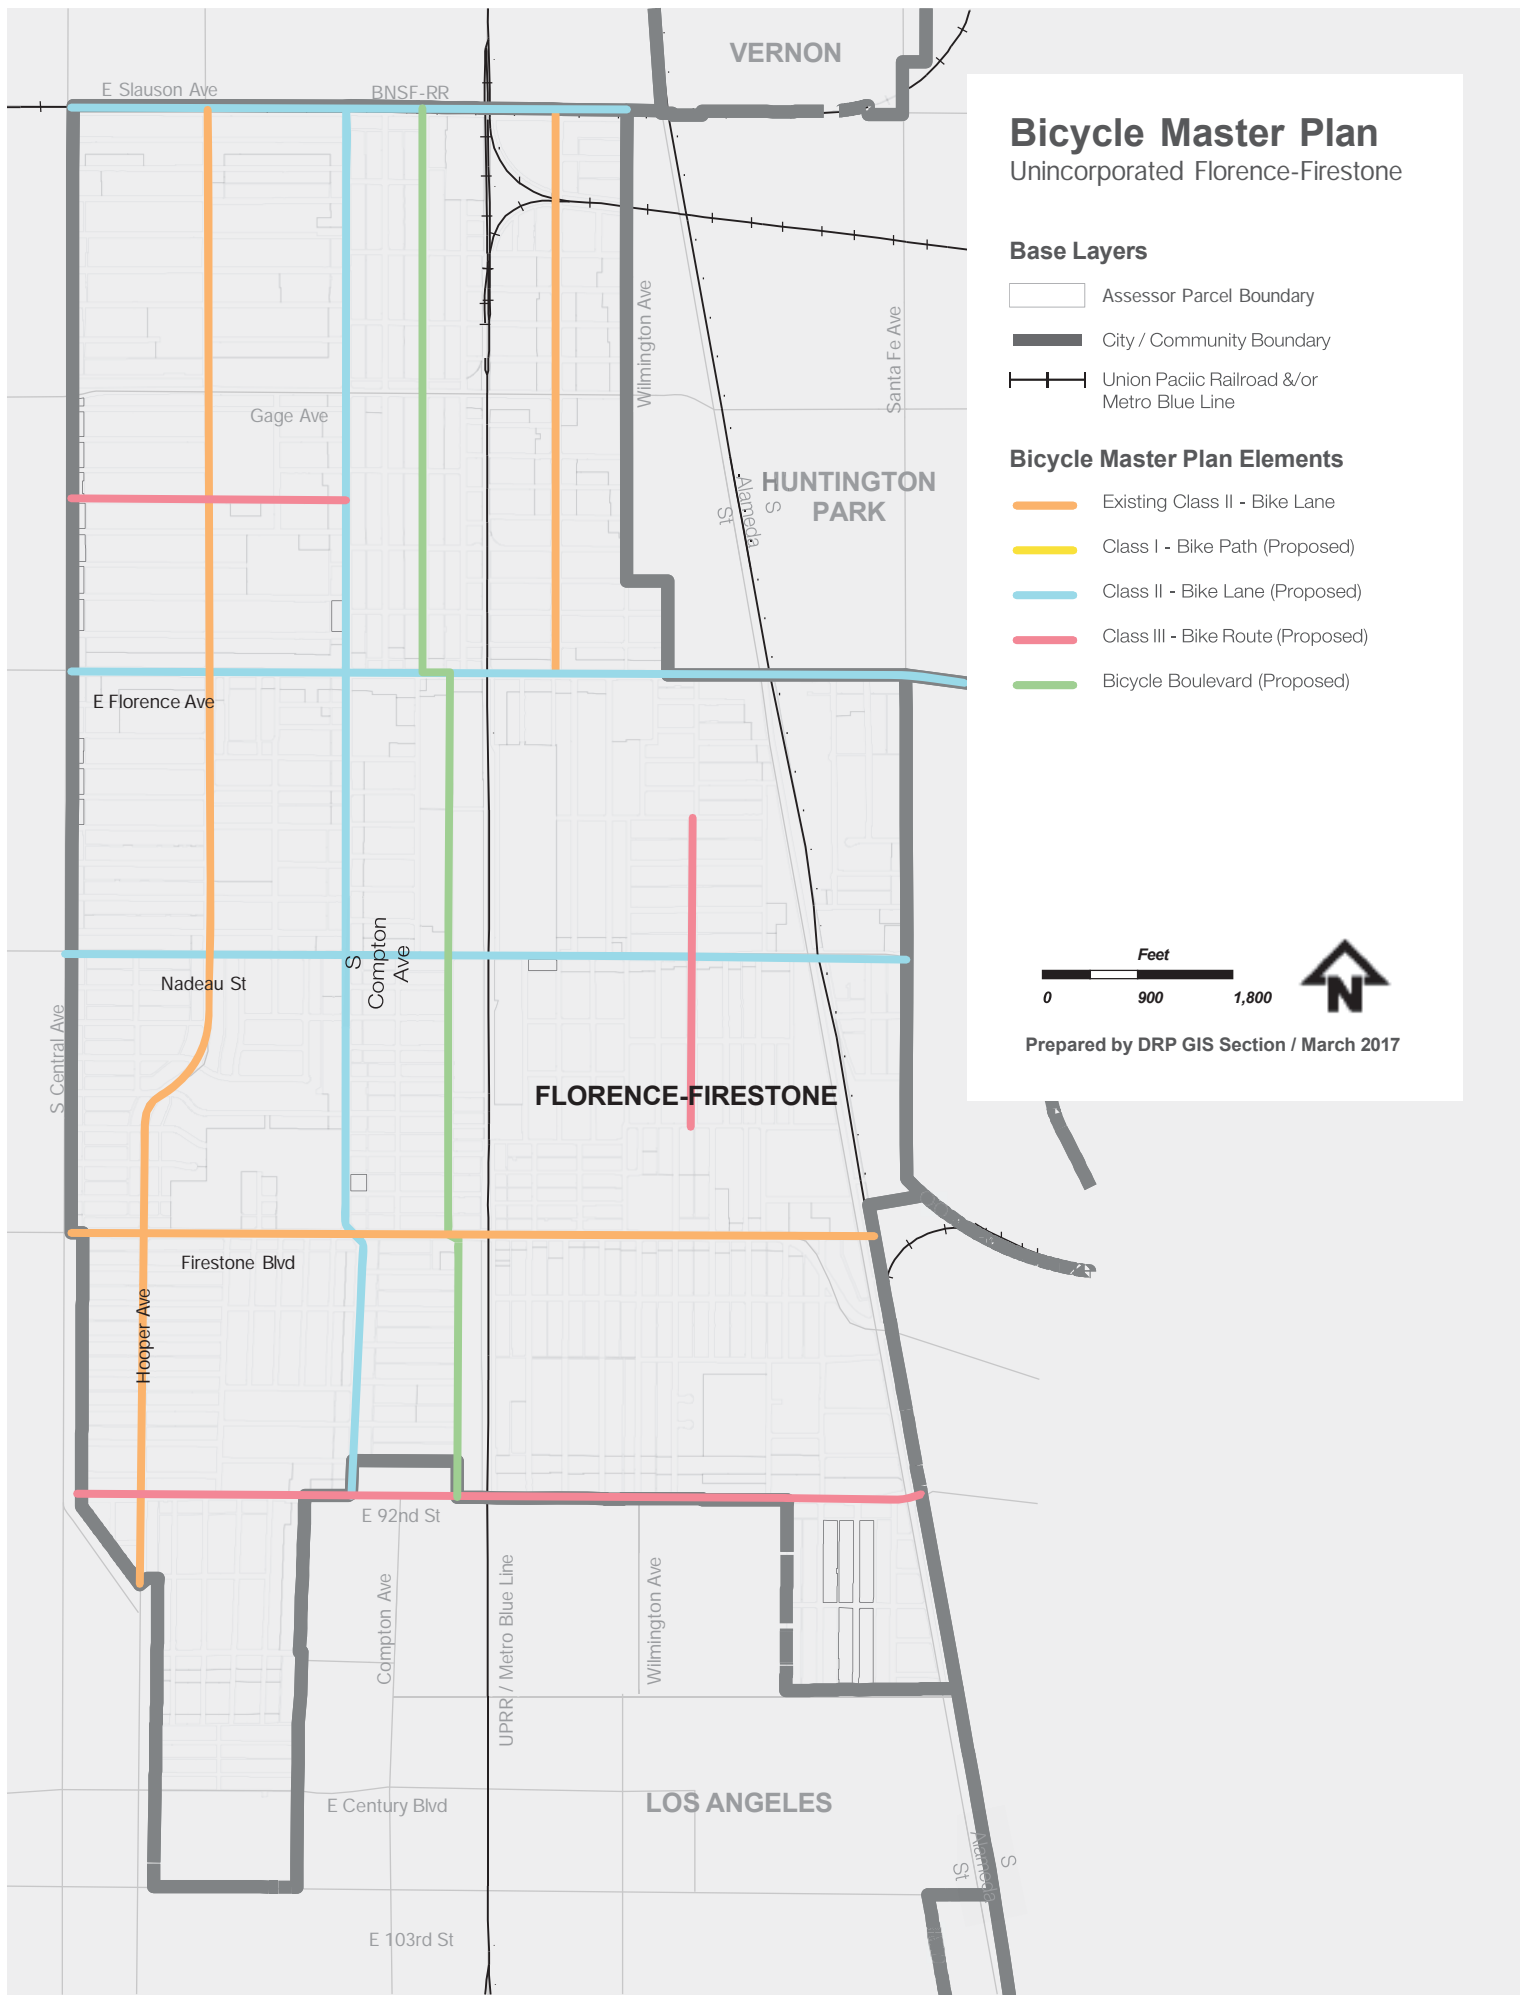 VERNON
E Slauson Ave
BNSF-RR
Bicycle Master Plan
Unincorporated Florence-Firestone
Base Layers
Assessor Parcel Boundary
City / Community Boundary
Union Paciic Railroad &/or
Metro Blue Line
Bicycle Master Plan Elements
Existing Class II - Bike Lane
Class I - Bike Path (Proposed)
Class II - Bike Lane (Proposed)
Class III - Bike Route (Proposed)
Bicycle Boulevard (Proposed)
Wilmington Ave
Santa Fe Ave
Gage Ave
HUNTINGTON
PARK
S
Alameda
St
E Florence Ave
S
Compton
Ave
Nadeau St
S Central Ave
Feet
0 900 1,800
N
Prepared by DRP GIS Section / March 2017
FLORENCE-FIRESTONE
Firestone Blvd
Hooper Ave
E 92nd St
Compton Ave
UPRR / Metro Blue Line
Wilmington Ave
E Century Blvd
LOS ANGELES
S
Alameda
St
E 103rd St